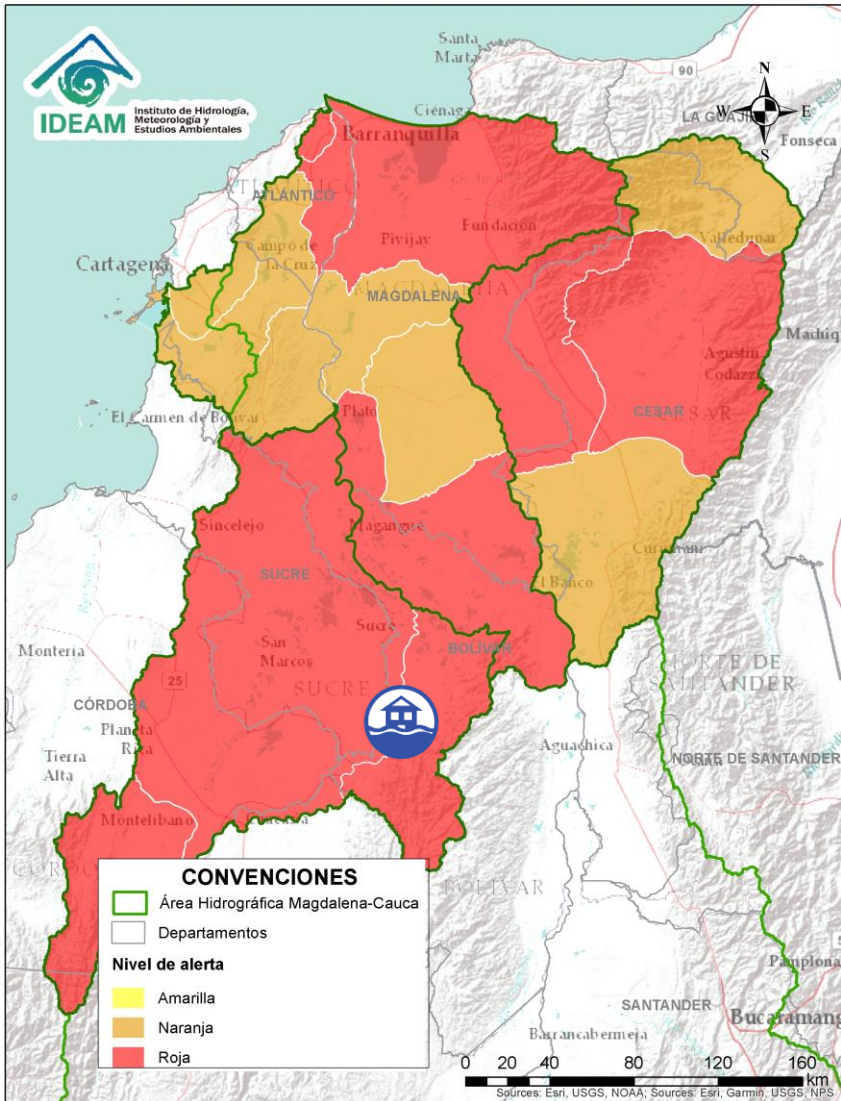 IDEAM
Instituto de Hidrología,
Meteorología y
Estudios Ambientales
Santa
Marta
90
N
W
E
S
Ciénaga
LA GUAJI
Fonseca
Barranquilla
ATLÁNTICO
Pivijay
Fundación
Valledupar
Campo de
la Cruz
Cartagena
MAGDALENA
Machiq
Agustín
Codazzi
CESAR
CESAR
El Carmen de Bolívar
Plato
Sincelejo
Magangué
Curumaní
SUCRE
El Banco
Montería
San
Marcos
Sucre
BOLÍVAR
SUCRE
NORTE DE
SANTANDER
25
CÓRDOBA
Planeta
Rica
Tierra
Alta
Aguachica
NORTE DE SANTANDER
Montelíbano
BOLÍVAR
CONVENCIONES
Área Hidrográfica Magdalena-Cauca
Departamentos
Nivel de alerta
Amarilla
Naranja
Roja
Pamplona
SANTANDER
Bucaramang
Barrancabermeja
0 20 40 80 120 160
km
Sources: Esri, USGS, NOAA; Sources: Esri, Garmin, USGS, NPS